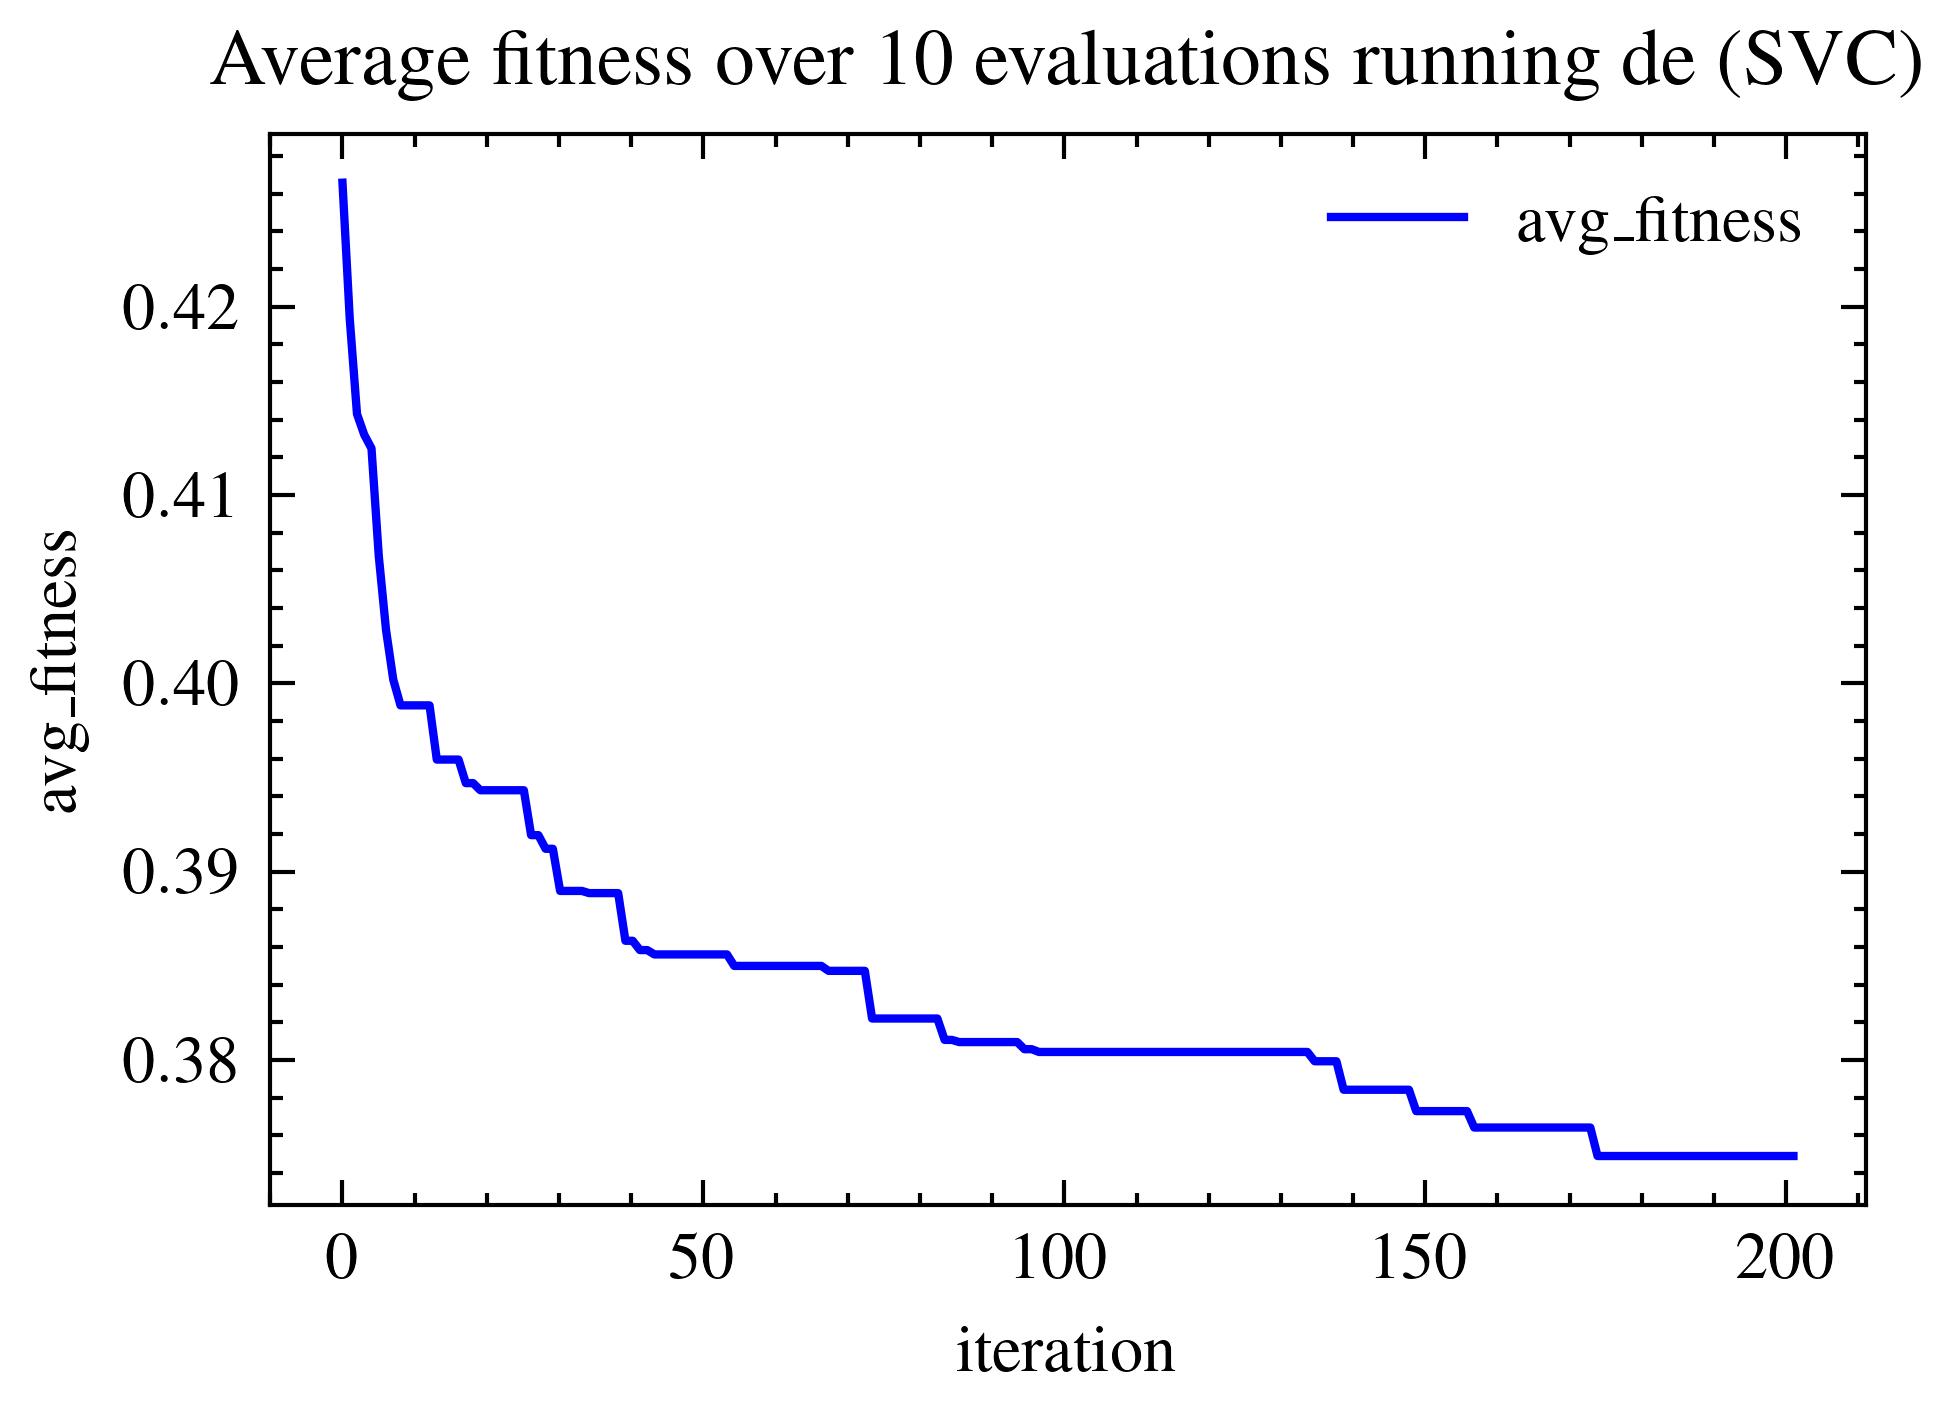 Average fitness over 10 evaluations running de (SVC)
avg_fitness
0.42
0.41
0.40
0.39
0.38
avg_fitness
0
50
100
150
200
iteration